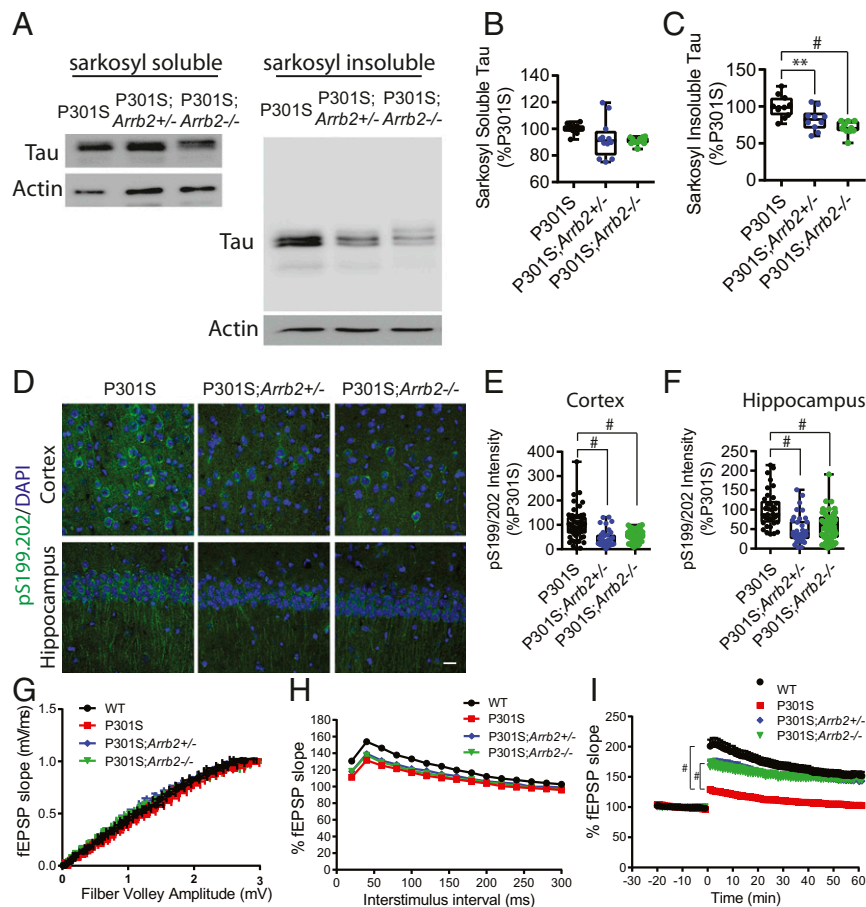 A
sarkosyl soluble
P301S
P301S;
Arrb2+/-
P301S;
Arrb2-/-
Tau
Actin
sarkosyl insoluble
P301S
P301S;
Arrb2+/-
P301S;
Arrb2-/-
Tau
Actin
B
Sarkosyl Soluble Tau
(%P301S)
140
120
100
80
60
P301S
P301S;Arrb2+/-
P301S;Arrb2-/-
C
Sarkosyl Insoluble Tau
(%P301S)
150
100
50
0
#
**
P301S
P301S;Arrb2+/-
P301S;Arrb2-/-
D
P301S
P301S;Arrb2+/-
P301S;Arrb2-/-
pS199.202/DAPI
Cortex
Hippocampus
E
Cortex
pS199/202 Intensity
(%P301S)
400
300
200
100
0
#
#
P301S
P301S;Arrb2+/-
P301S;Arrb2-/-
F
Hippocampus
pS199/202 Intensity
(%P301S)
250
200
150
100
50
0
#
#
P301S
P301S;Arrb2+/-
P301S;Arrb2-/-
G
WT
P301S
P301S;Arrb2+/-
P301S;Arrb2-/-
fEPSP slope (mV/ms)
1.5
1.0
0.5
0.0
0 1 2 3
Fiber Volley Amplitude (mV)
H
WT
P301S
P301S;Arrb2+/-
P301S;Arrb2-/-
% fEPSP slope
180
160
140
120
100
80
60
40
20
0
0 50 100 150 200 250 300
Interstimulus interval (ms)
I
WT
P301S
P301S;Arrb2+/-
P301S;Arrb2-/-
% fEPSP slope
250
200
150
100
50
0
#
#
-30 -20 -10 0 10 20 30 40 50 60
Time (min)